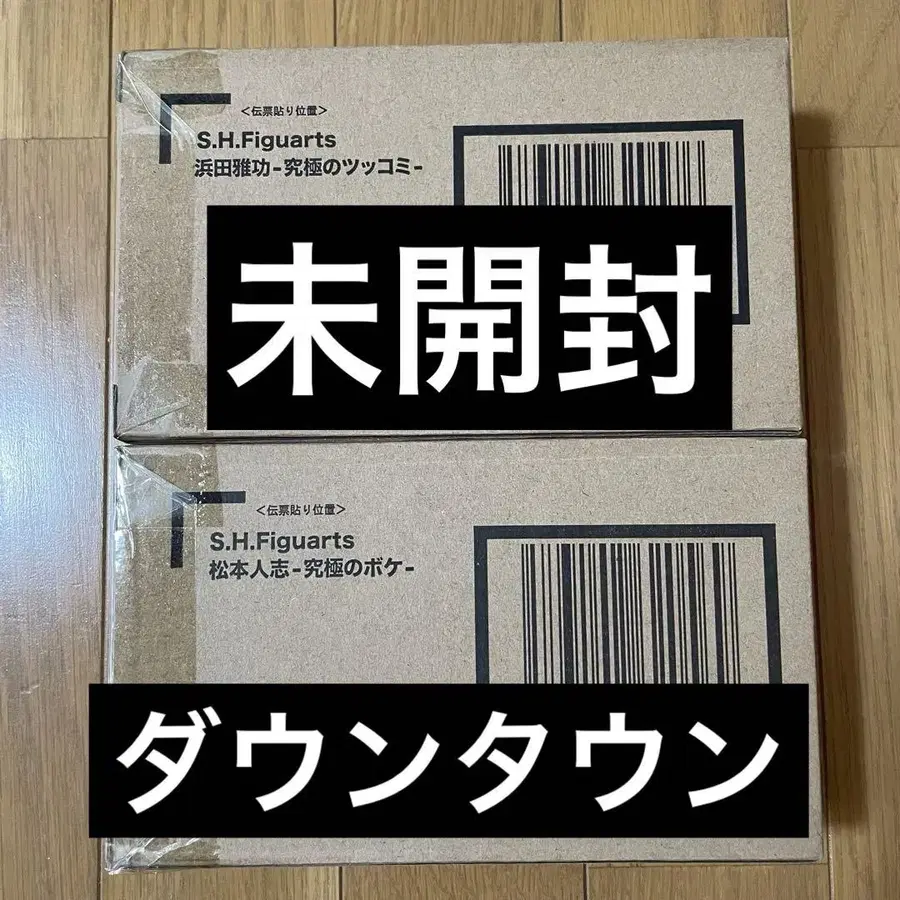 <伝票貼り位置>
S.H.Figuarts
浜田雅功-究極のツッコミ-
未開封
<伝票貼り位置>
S.H.Figuarts
松本人志-究極のボケ-
ダウンタウン